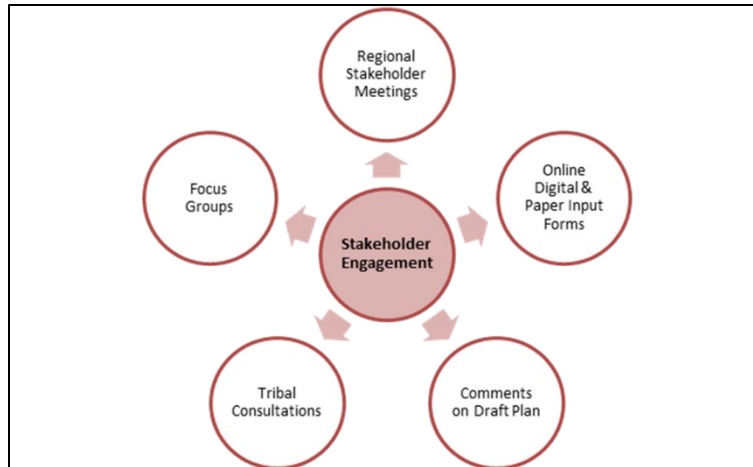 Regional
Stakeholder
Meetings
Online
Digital &
Paper Input
Forms
Focus
Groups
Stakeholder
Engagement
Tribal
Consultations
Comments
on Draft Plan